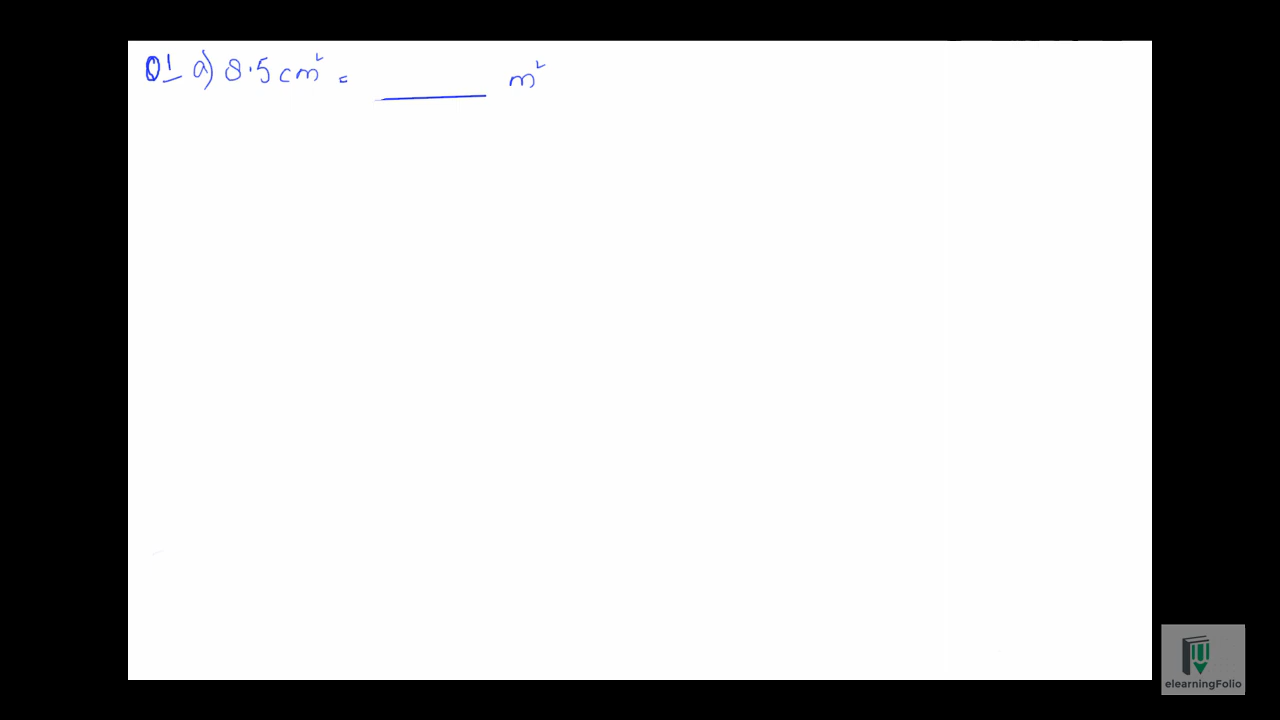 Q1 a) 8.5 cm² = ______ m²
elearningFolio